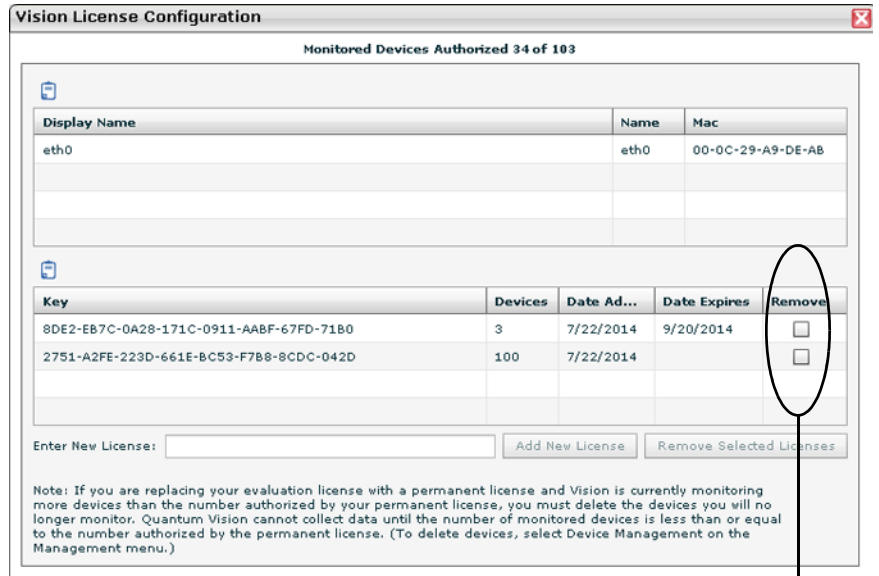 Vision License Configuration
Monitored Devices Authorized 34 of 103
Display Name Name Mac
eth0 eth0 00-0C-29-A9-DE-AB
Key Devices Date Ad... Date Expires Remove
8DE2-EB7C-0A28-171C-0911-AABF-67FD-71B0 3 7/22/2014 9/20/2014
2751-A2FE-223D-661E-BC53-F7B8-8CDC-042D 100 7/22/2014
Enter New License: Add New License Remove Selected Licenses
Note: If you are replacing your evaluation license with a permanent license and Vision is currently monitoring
more devices than the number authorized by your permanent license, you must delete the devices you will no
longer monitor. Quantum Vision cannot collect data until the number of monitored devices is less than or equal
to the number authorized by the permanent license. (To delete devices, select Device Management on the
Management menu.)